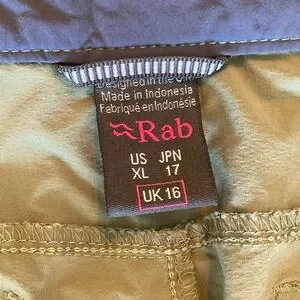 Designed in the UK
Made in Indonesia
Fabriqué en Indonésie
Rab
US JPN
XL 17
UK 16